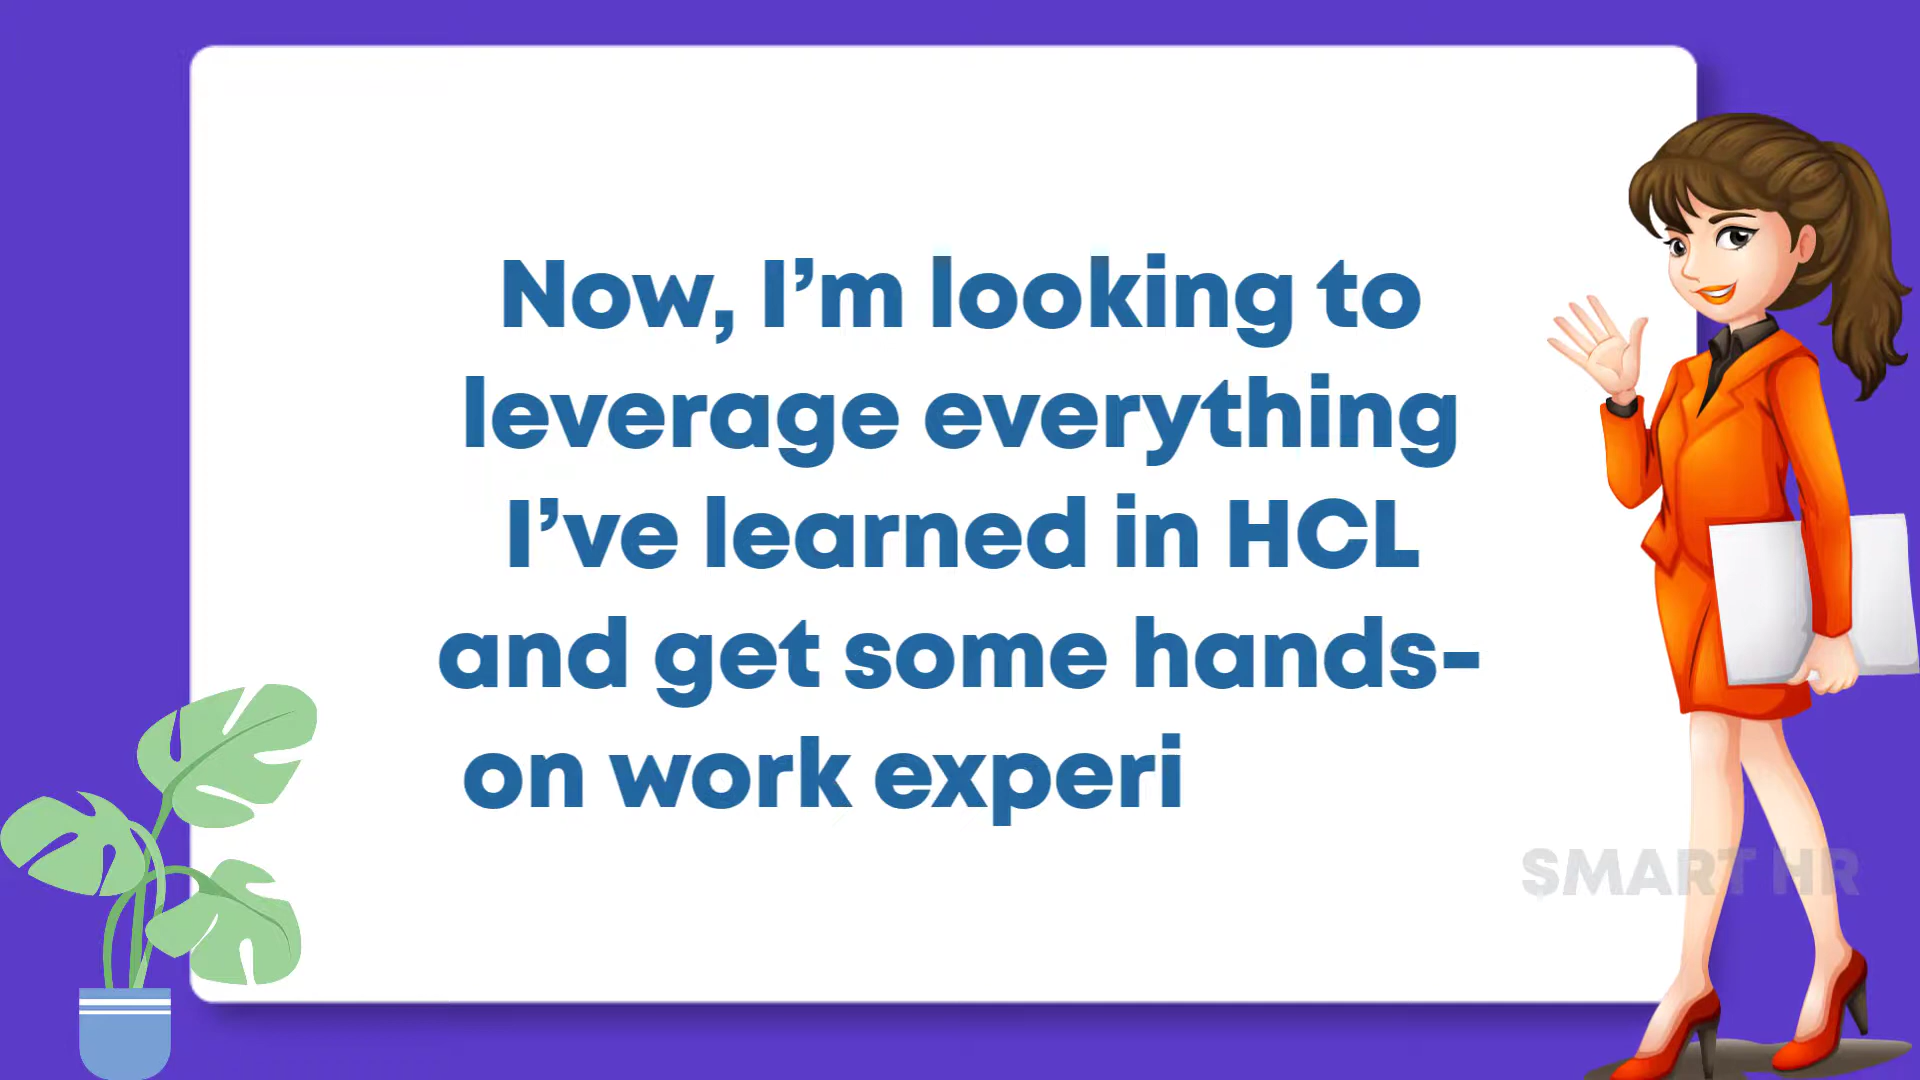 Now, I’m looking to
leverage everything
I’ve learned in HCL
and get some hands-
on work experi
SMART HR